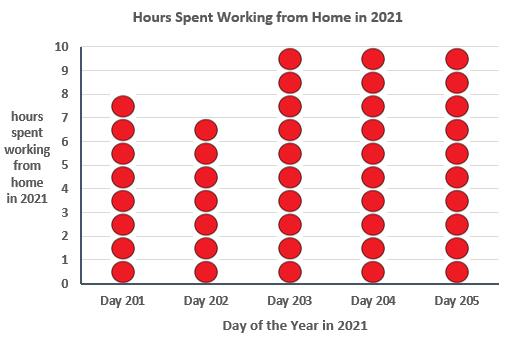 Hours Spent Working from Home in 2021
10
9
8
7
6
5
4
3
2
1
0
hours
spent
working
from
home
in 2021
Day 201 Day 202 Day 203 Day 204 Day 205
Day of the Year in 2021